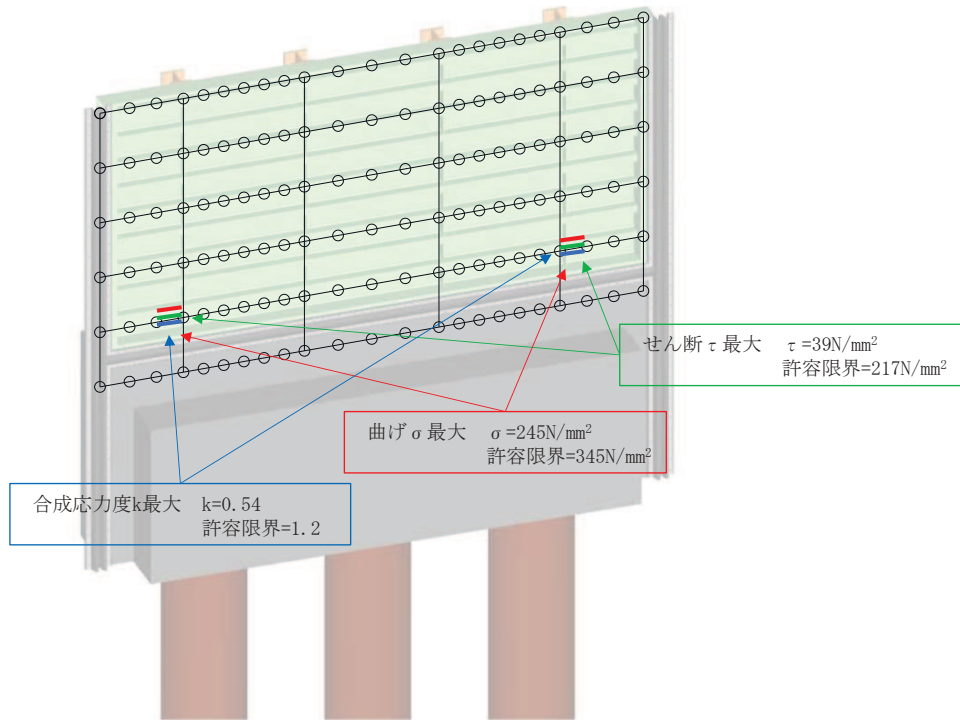 せん断τ最大 τ=39N/mm²
許容限界=217N/mm²
曲げσ最大 σ=245N/mm²
許容限界=345N/mm²
合成応力度k最大 k=0.54
許容限界=1.2